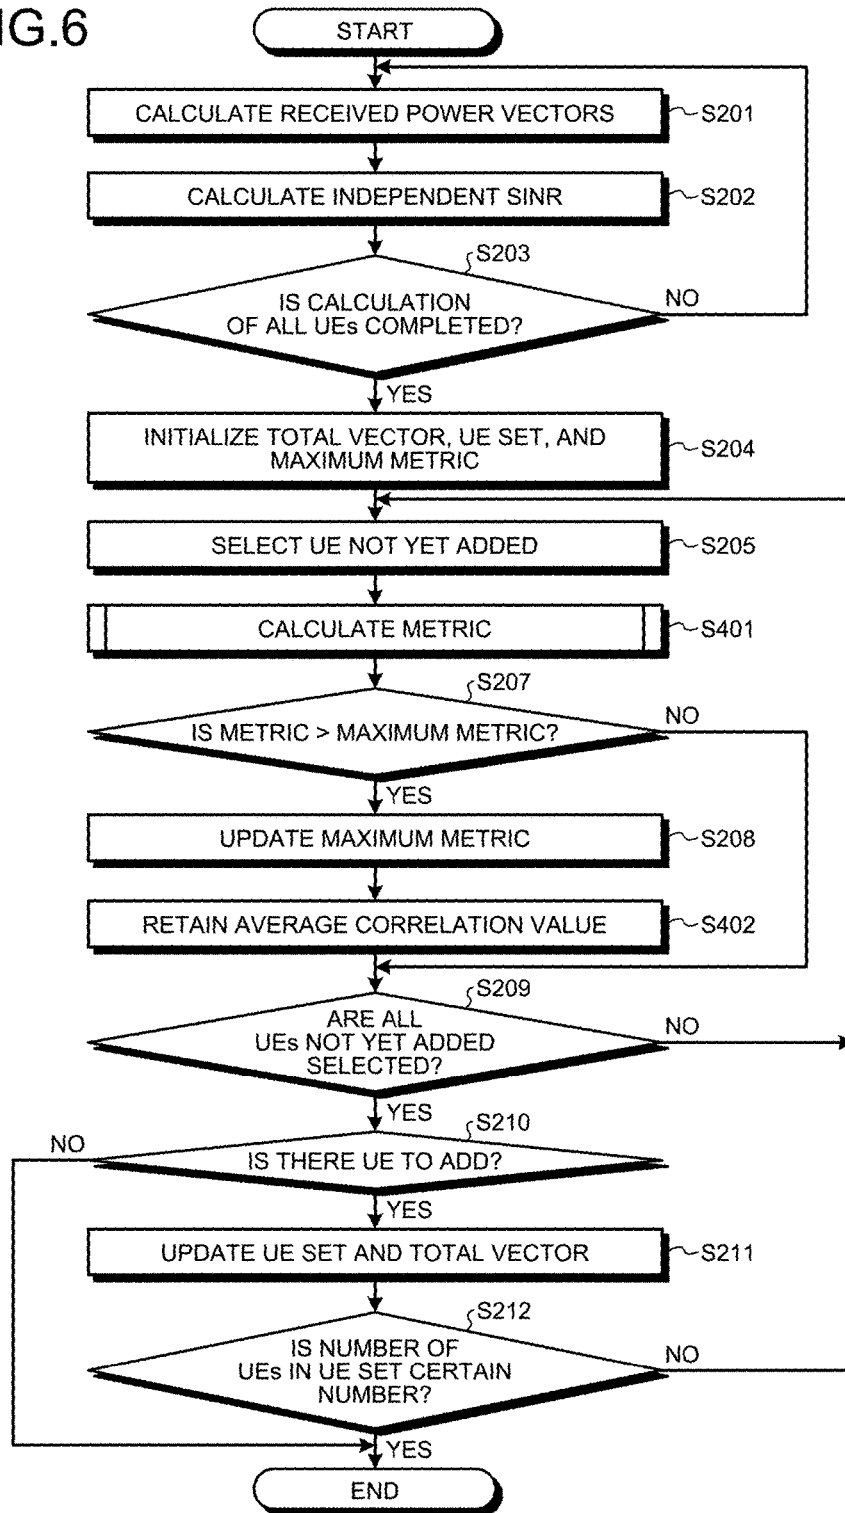 IG.6
START
CALCULATE RECEIVED POWER VECTORS
S201
CALCULATE INDEPENDENT SINR
S202
S203
IS CALCULATION
OF ALL UEs COMPLETED?
NO
YES
INITIALIZE TOTAL VECTOR, UE SET, AND
MAXIMUM METRIC
S204
SELECT UE NOT YET ADDED
S205
CALCULATE METRIC
S401
S207
IS METRIC > MAXIMUM METRIC?
NO
YES
UPDATE MAXIMUM METRIC
S208
RETAIN AVERAGE CORRELATION VALUE
S402
S209
ARE ALL
UEs NOT YET ADDED
SELECTED?
NO
YES
S210
NO
IS THERE UE TO ADD?
YES
UPDATE UE SET AND TOTAL VECTOR
S211
S212
IS NUMBER OF
UEs IN UE SET CERTAIN
NUMBER?
NO
YES
END